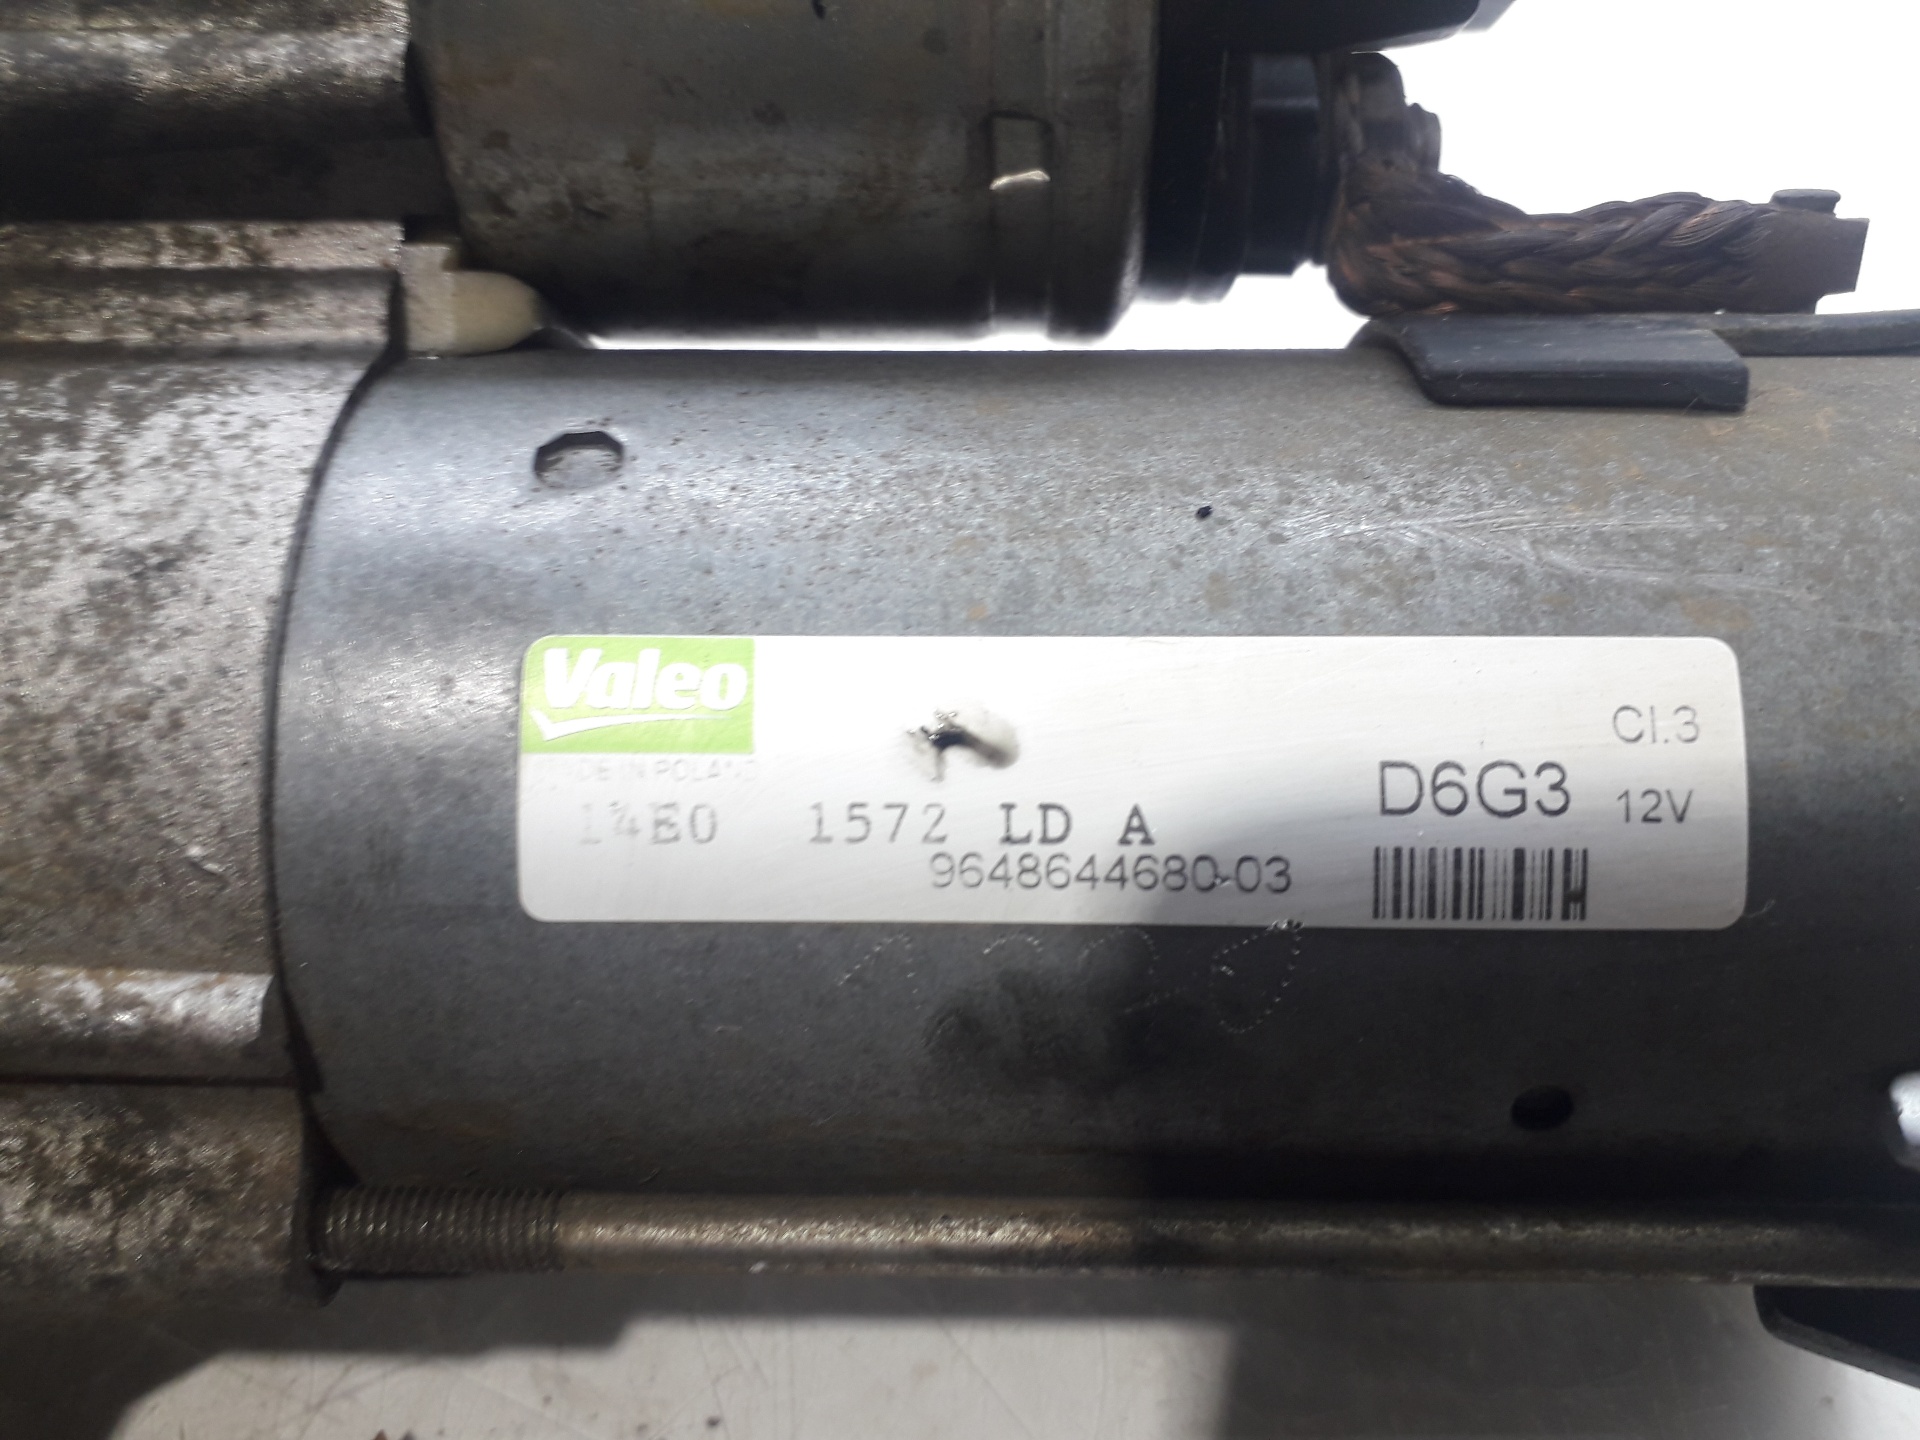 Valeo
MADE IN POLAND
14E0 1572 LD A
9648644680-03
D6G3
Cl.3
12V